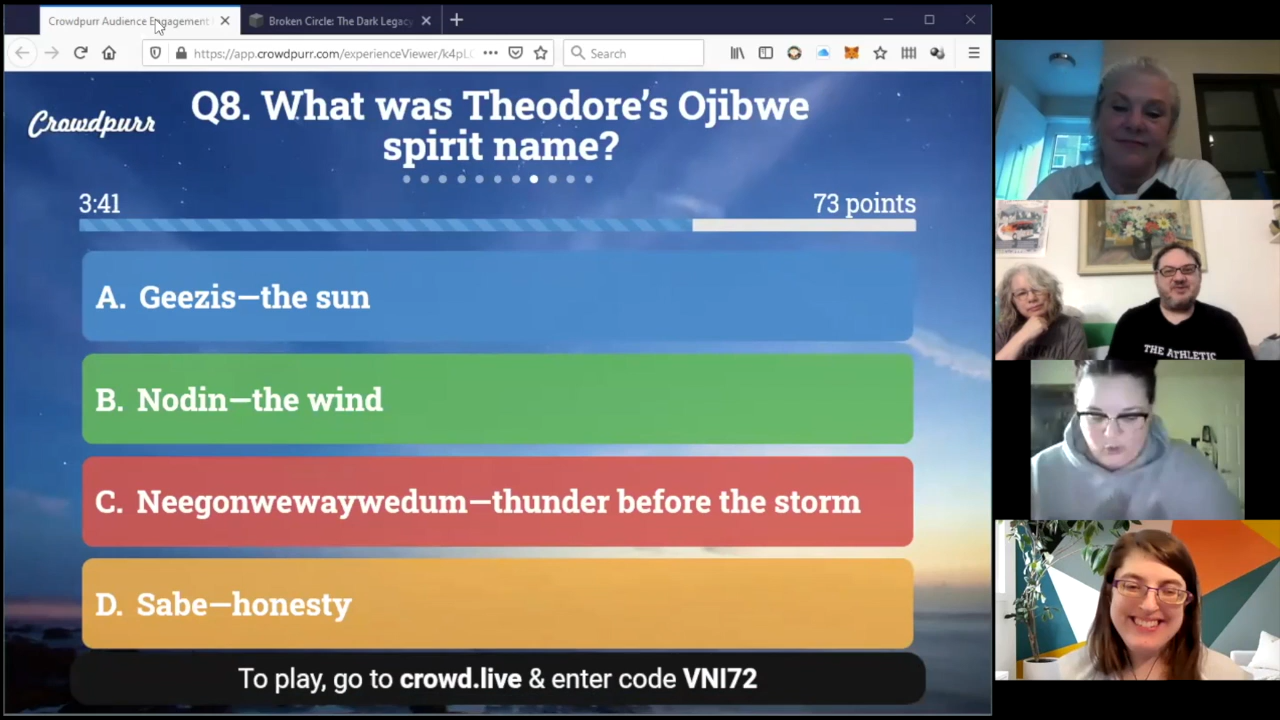 Crowdpurr Audience Engagement
Broken Circle: The Dark Legacy
https://app.crowdpurr.com/experienceViewer/k4pL
Search
Crowdpurr
Q8. What was Theodore's Ojibwe
spirit name?
3:41
73 points
A. Geezis—the sun
B. Nodin—the wind
C. Neegonwewaywedum—thunder before the storm
D. Sabe—honesty
To play, go to crowd.live & enter code VNI72
THE ATHLETIC